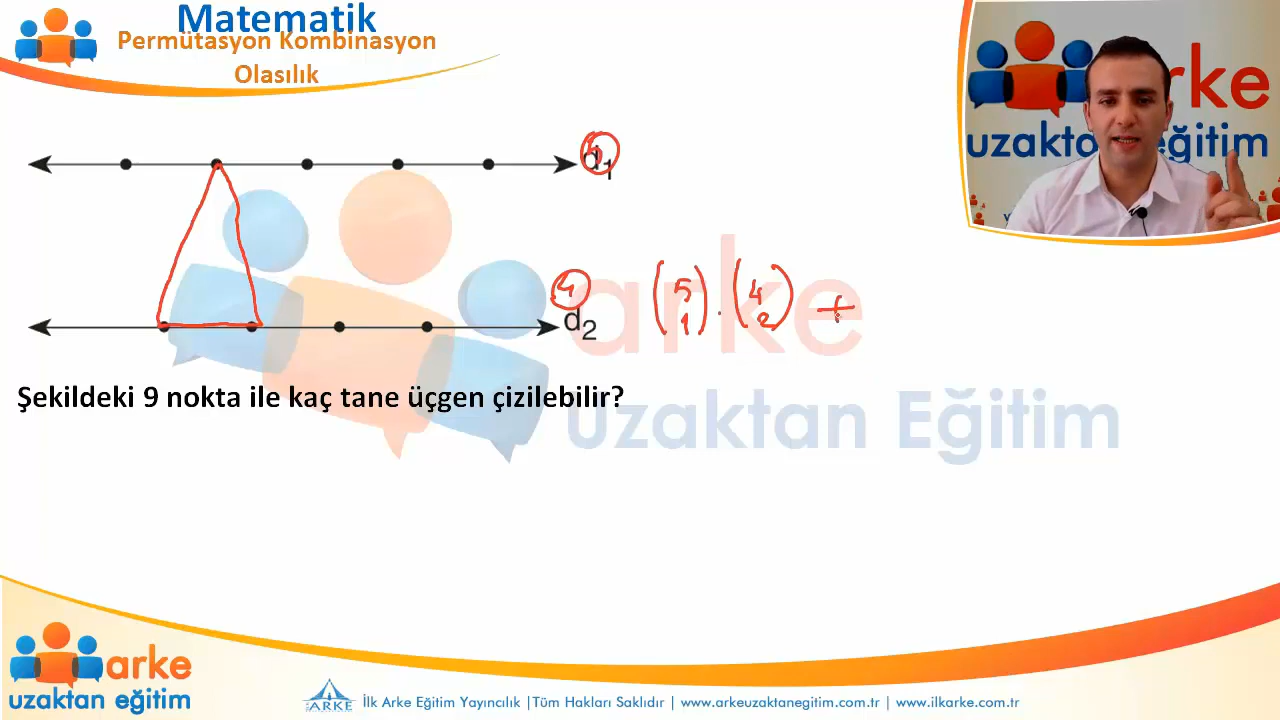 Matematik
Permütasyon Kombinasyon
Olasılık
arke
uzaktan eğitim
5
d1
4
d2
(5 1) . (4 2) +
arke
uzaktan Eğitim
Şekildeki 9 nokta ile kaç tane üçgen çizilebilir?
arke
uzaktan eğitim
ARKE
İlk Arke Eğitim Yayıncılık |Tüm Hakları Saklıdır | www.arkeuzaktanegitim.com.tr | www.ilkarke.com.tr